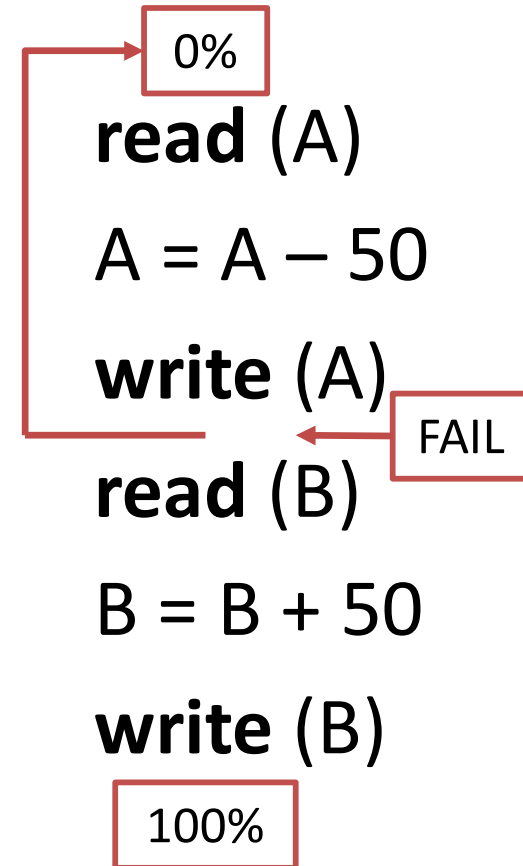 0%
read (A)
A = A – 50
write (A)
FAIL
read (B)
B = B + 50
write (B)
100%